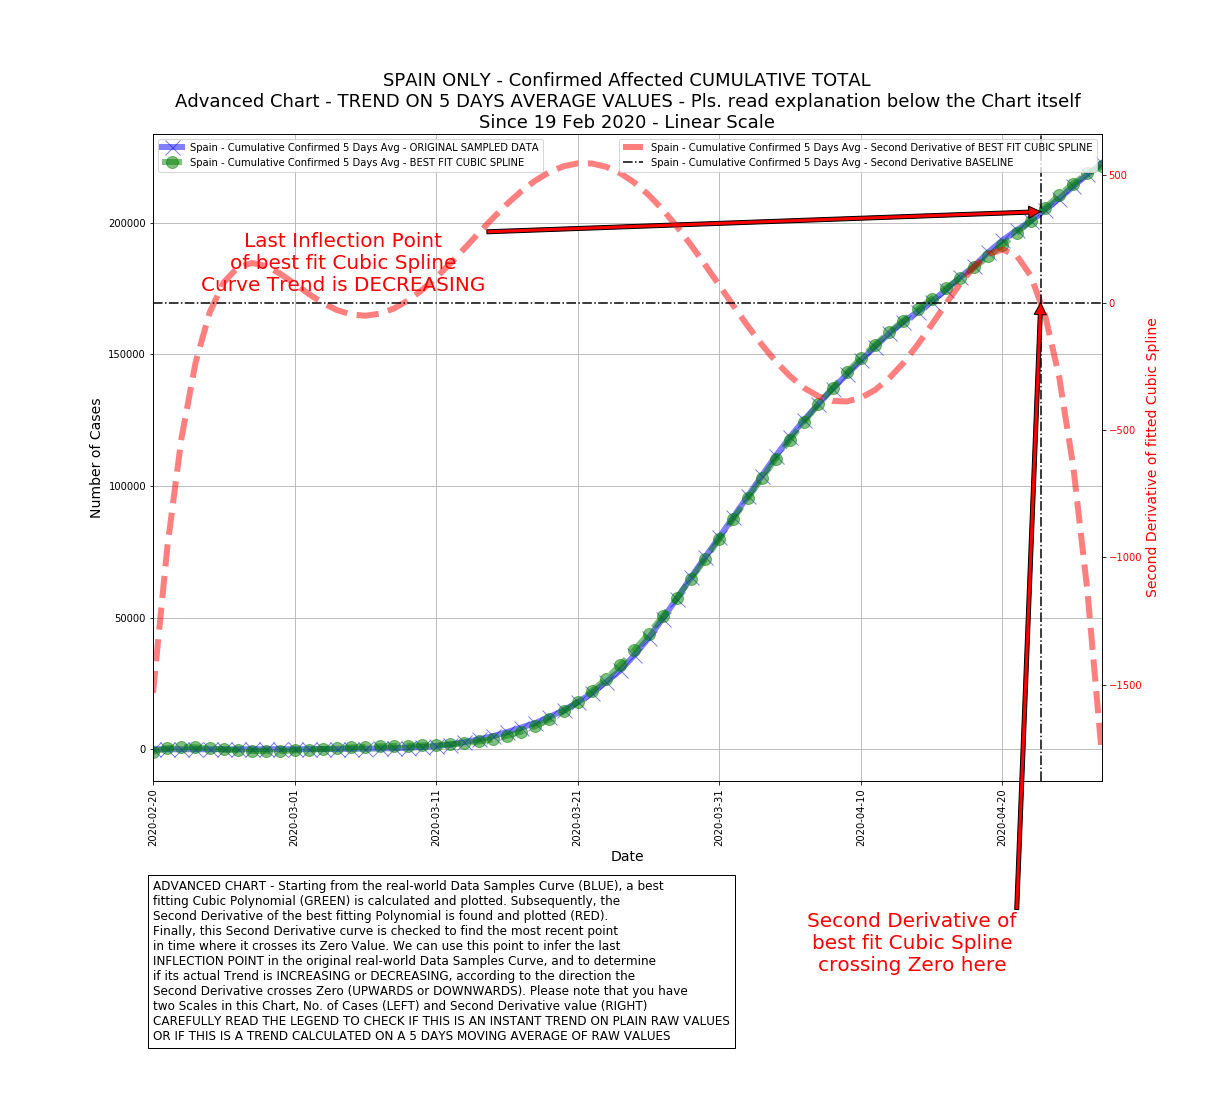 SPAIN ONLY - Confirmed Affected CUMULATIVE TOTAL
Advanced Chart - TREND ON 5 DAYS AVERAGE VALUES - Pls. read explanation below the Chart itself
Since 19 Feb 2020 - Linear Scale
Spain - Cumulative Confirmed 5 Days Avg - ORIGINAL SAMPLED DATA
Spain - Cumulative Confirmed 5 Days Avg - BEST FIT CUBIC SPLINE
Spain - Cumulative Confirmed 5 Days Avg - Second Derivative of BEST FIT CUBIC SPLINE
Spain - Cumulative Confirmed 5 Days Avg - Second Derivative BASELINE
Last Inflection Point
of best fit Cubic Spline
Curve Trend is DECREASING
Number of Cases
200000
150000
100000
50000
0
500
0
−500
−1000
−1500
Second Derivative of fitted Cubic Spline
2020-02-20
2020-03-01
2020-03-11
2020-03-21
2020-03-31
2020-04-10
2020-04-20
Date
ADVANCED CHART - Starting from the real-world Data Samples Curve (BLUE), a best
fitting Cubic Polynomial (GREEN) is calculated and plotted. Subsequently, the
Second Derivative of the best fitting Polynomial is found and plotted (RED).
Finally, this Second Derivative curve is checked to find the most recent point
in time where it crosses its Zero Value. We can use this point to infer the last
INFLECTION POINT in the original real-world Data Samples Curve, and to determine
if its actual Trend is INCREASING or DECREASING, according to the direction the
Second Derivative crosses Zero (UPWARDS or DOWNWARDS). Please note that you have
two Scales in this Chart, No. of Cases (LEFT) and Second Derivative value (RIGHT)
CAREFULLY READ THE LEGEND TO CHECK IF THIS IS AN INSTANT TREND ON PLAIN RAW VALUES
OR IF THIS IS A TREND CALCULATED ON A 5 DAYS MOVING AVERAGE OF RAW VALUES
Second Derivative of
best fit Cubic Spline
crossing Zero here